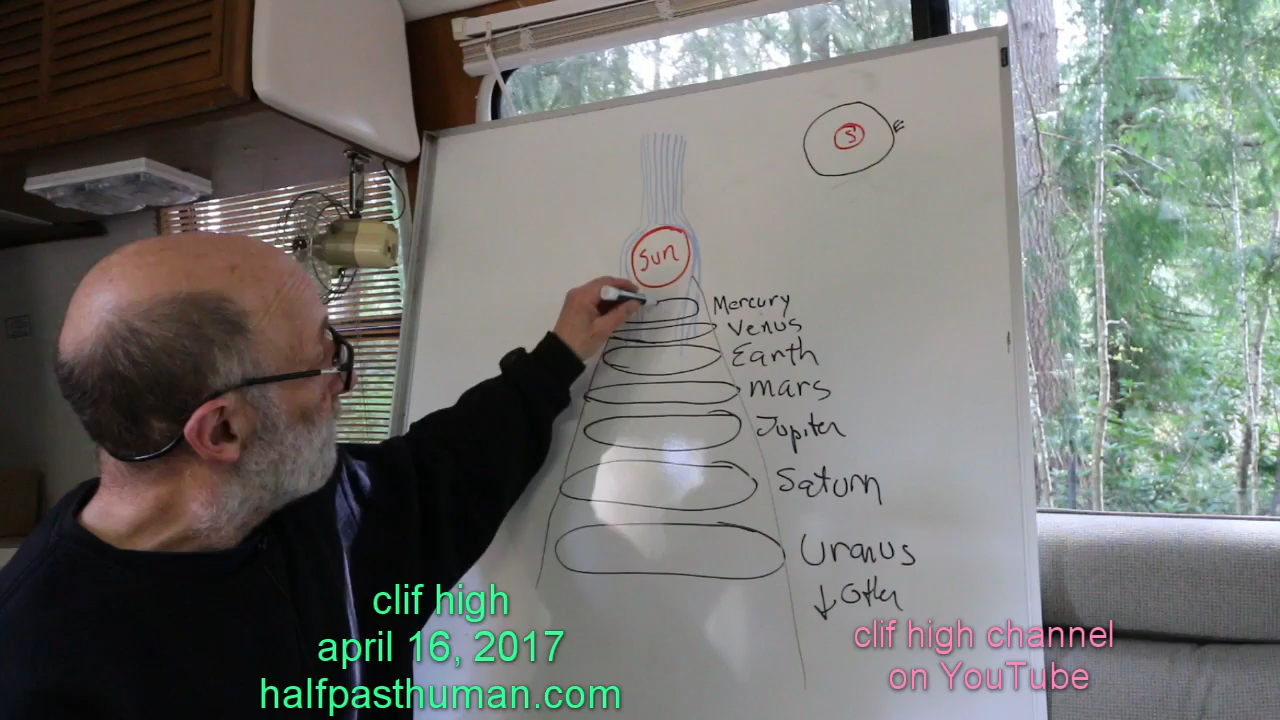 S
E
Sun
Mercury
Venus
Earth
mars
Jupiter
Saturn
Uranus
clif high
april 16, 2017
halfpasthuman.com
clif high channel
on YouTube